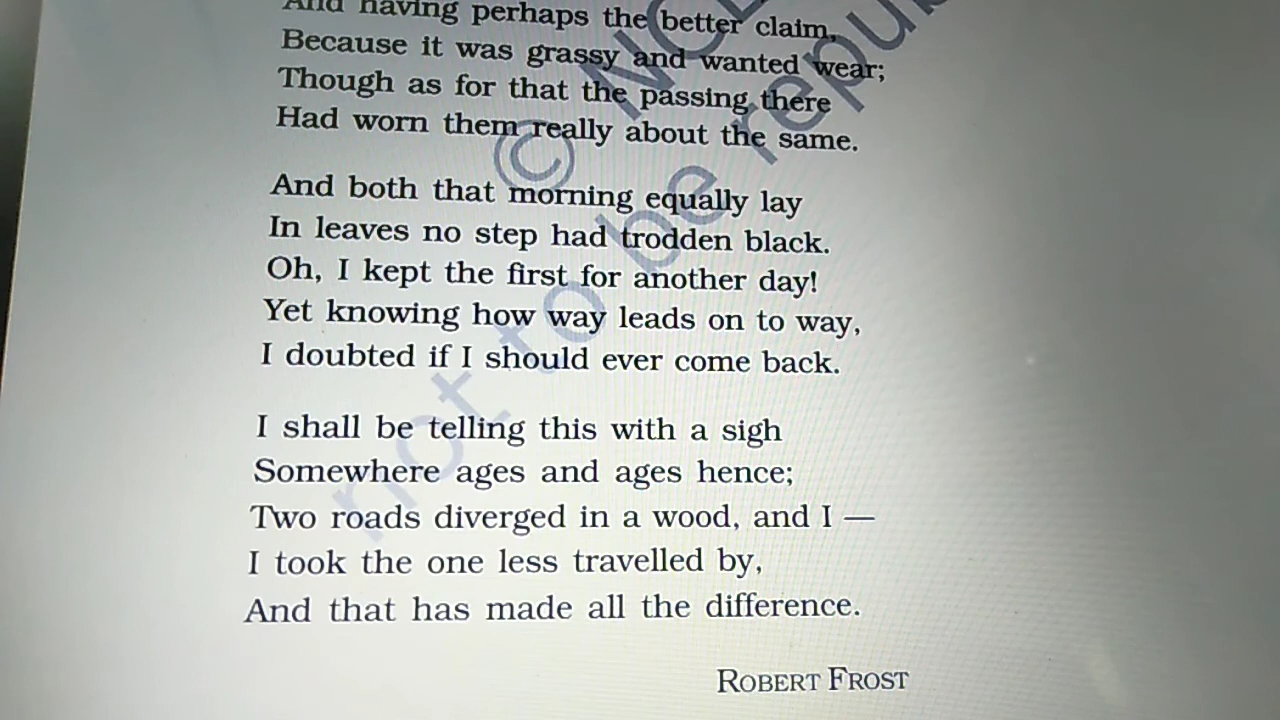 And having perhaps the better claim,
Because it was grassy and wanted wear;
Though as for that the passing there
Had worn them really about the same.
And both that morning equally lay
In leaves no step had trodden black.
Oh, I kept the first for another day!
Yet knowing how way leads on to way,
I doubted if I should ever come back.
I shall be telling this with a sigh
Somewhere ages and ages hence;
Two roads diverged in a wood, and I —
I took the one less travelled by,
And that has made all the difference.
ROBERT FROST
©
not to be